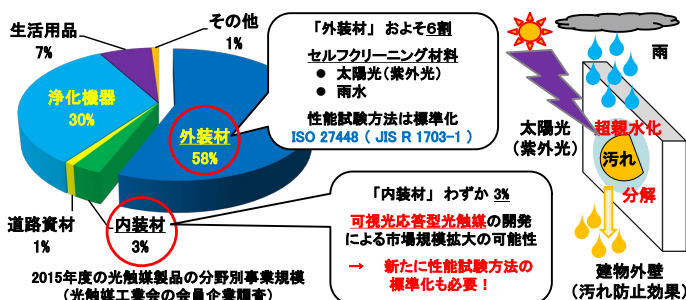 その他
1%
生活用品
7%
浄化機器
30%
外装材
58%
道路資材
1%
内装材
3%
2015年度の光触媒製品の分野別事業規模
(光触媒工業会の会員企業調査)
「外装材」 およそ6割
セルフクリーニング材料
● 太陽光(紫外光)
● 雨水
性能試験方法は標準化
ISO 27448 ( JIS R 1703-1 )
「内装材」 わずか 3%
可視光応答型光触媒の開発
による市場規模拡大の可能性
→ 新たに性能試験方法の
標準化も必要!
雨
太陽光
(紫外光)
超親水化
汚れ
分解
建物外壁
(汚れ防止効果)